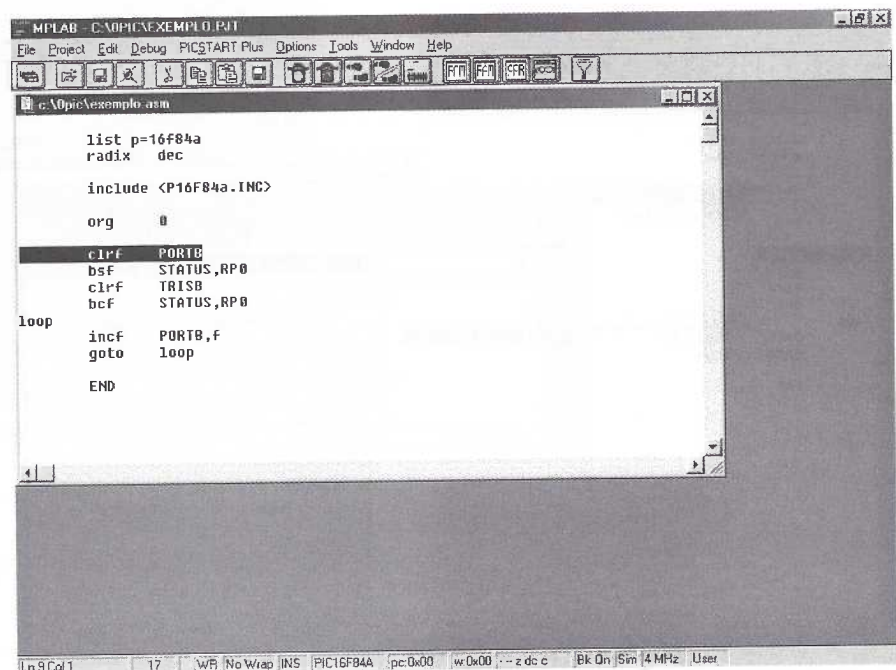 MPLAB - C:\0PIC\EXEMPLO.PJT
File Project Edit Debug PICSTART Plus Options Tools Window Help
c:\0pic\exemplo.asm
list p=16f84a
radix dec
include <P16F84a.INC>
org 0
clrf PORTB
bsf STATUS,RP0
clrf TRISB
bcf STATUS,RP0
loop
incf PORTB,f
goto loop
END
Ln 9 Col 1 17 WR No Wrap INS PIC16F84A pc:0x00 w:0x00 - -- z dc c Bk On Sim 4 MHz User